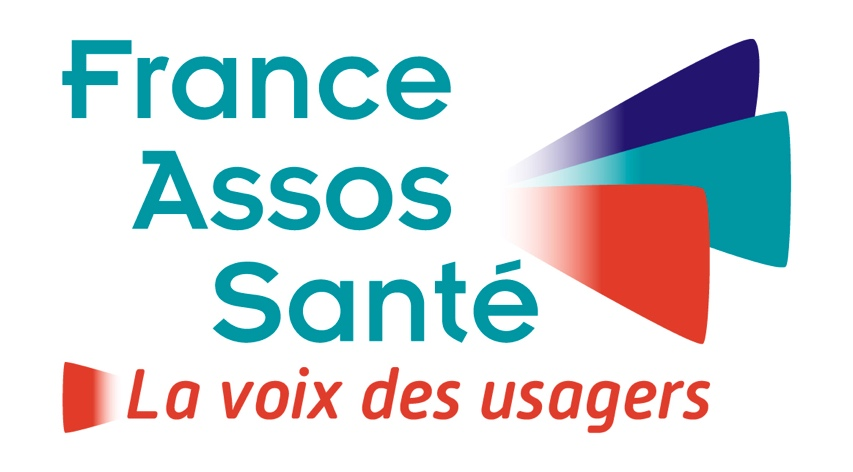 France
Assos
Santé
La voix des usagers